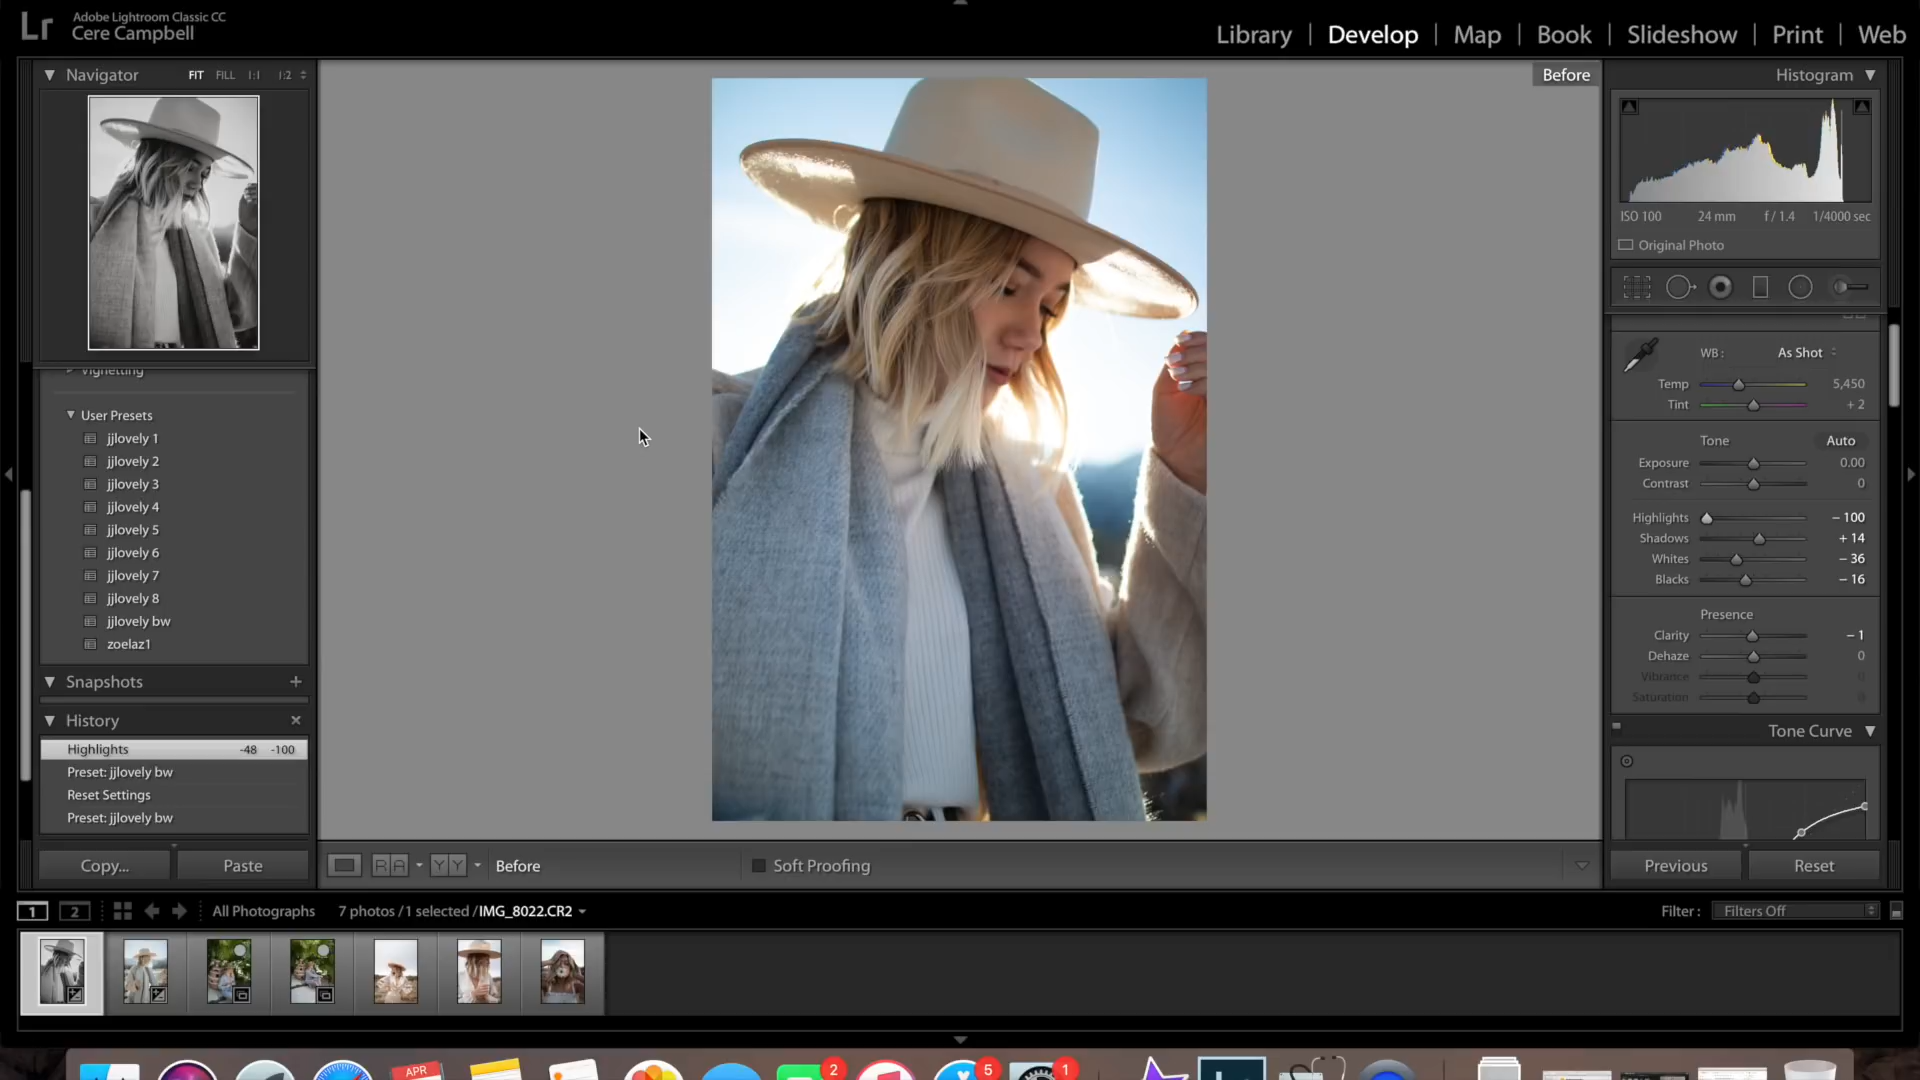 Lr
Adobe Lightroom Classic CC
Cere Campbell
Library | Develop | Map | Book | Slideshow | Print | Web
Navigator FIT FILL 1:1 1:2
Vignetting
User Presets
jjlovely 1
jjlovely 2
jjlovely 3
jjlovely 4
jjlovely 5
jjlovely 6
jjlovely 7
jjlovely 8
jjlovely bw
zoelaz1
Snapshots +
History ×
Highlights -48 -100
Preset: jjlovely bw
Reset Settings
Preset: jjlovely bw
Copy... Paste
Before
R A Y Y Before Soft Proofing
Histogram
ISO 100 24 mm f / 1.4 1/4000 sec
Original Photo
WB : As Shot
Temp 5,450
Tint + 2
Tone Auto
Exposure 0.00
Contrast 0
Highlights - 100
Shadows + 14
Whites - 36
Blacks - 16
Presence
Clarity - 1
Dehaze 0
Vibrance 0
Saturation 0
Tone Curve
Previous Reset
1 2 All Photographs 7 photos / 1 selected / IMG_8022.CR2
Filter : Filters Off
APR 2 5 1
Lr